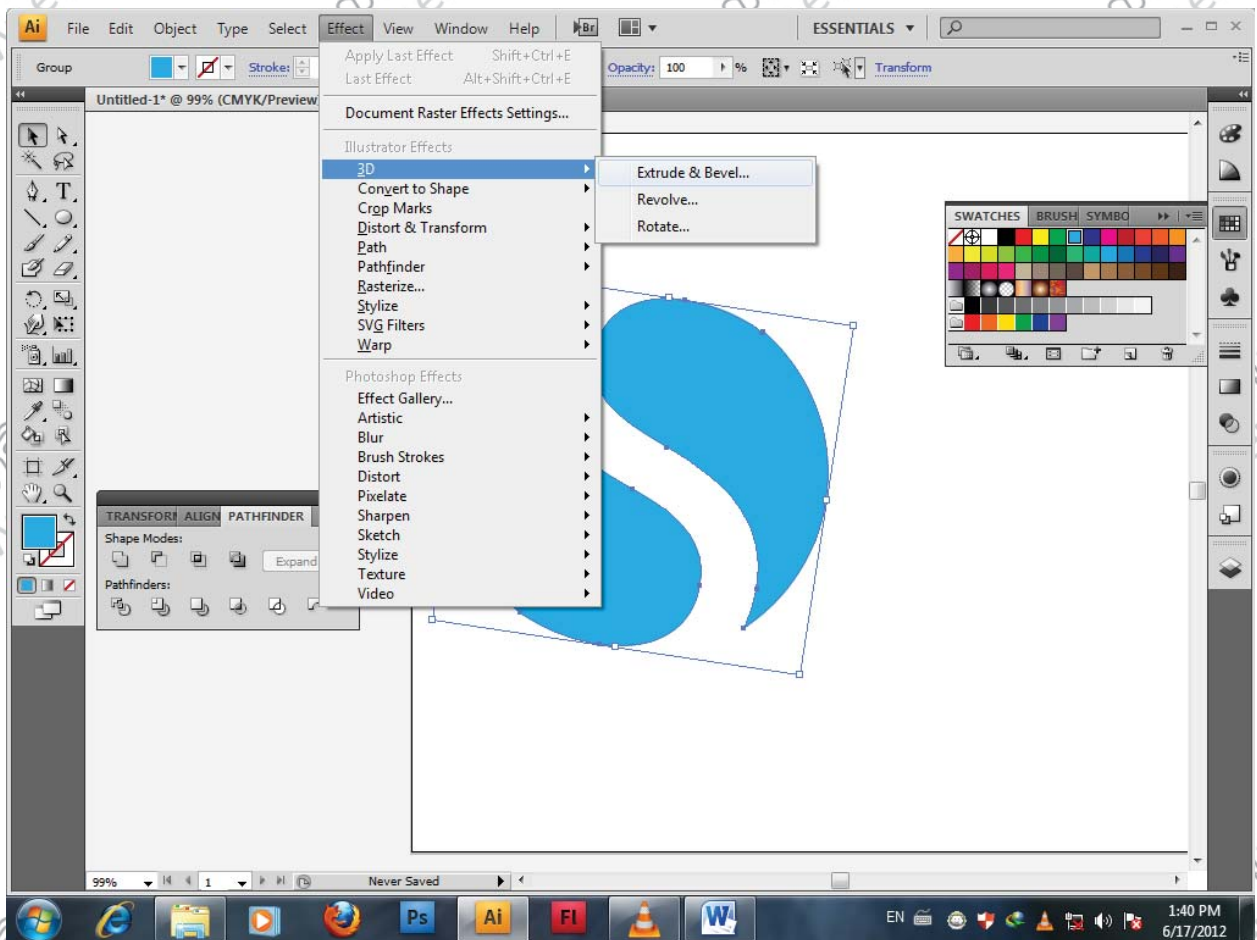 Ai File Edit Object Type Select Effect View Window Help Br ESSENTIALS
Group Stroke: Opacity: 100 % Transform
Untitled-1* @ 99% (CMYK/Preview
Apply Last Effect Shift+Ctrl+E
Last Effect Alt+Shift+Ctrl+E
Document Raster Effects Settings...
Illustrator Effects
3D
Convert to Shape
Crop Marks
Distort & Transform
Path
Pathfinder
Rasterize...
Stylize
SVG Filters
Warp
Photoshop Effects
Effect Gallery...
Artistic
Blur
Brush Strokes
Distort
Pixelate
Sharpen
Sketch
Stylize
Texture
Video
Extrude & Bevel...
Revolve...
Rotate...
SWATCHES BRUSH SYMBO
TRANSFORM ALIGN PATHFINDER
Shape Modes:
Expand
Pathfinders:
99% 1 Never Saved
Ps Ai Fl W EN 1:40 PM
6/17/2012